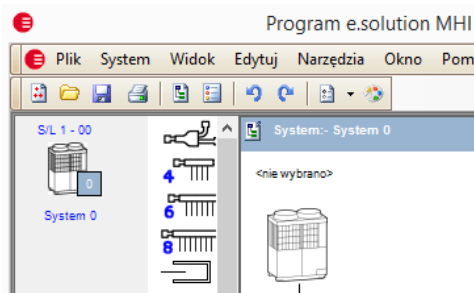 Program e.solution MHI
Plik System Widok Edytuj Narzędzia Okno Pom
S/L 1 - 00
0
System 0
4
6
8
System:- System 0
<nie wybrano>